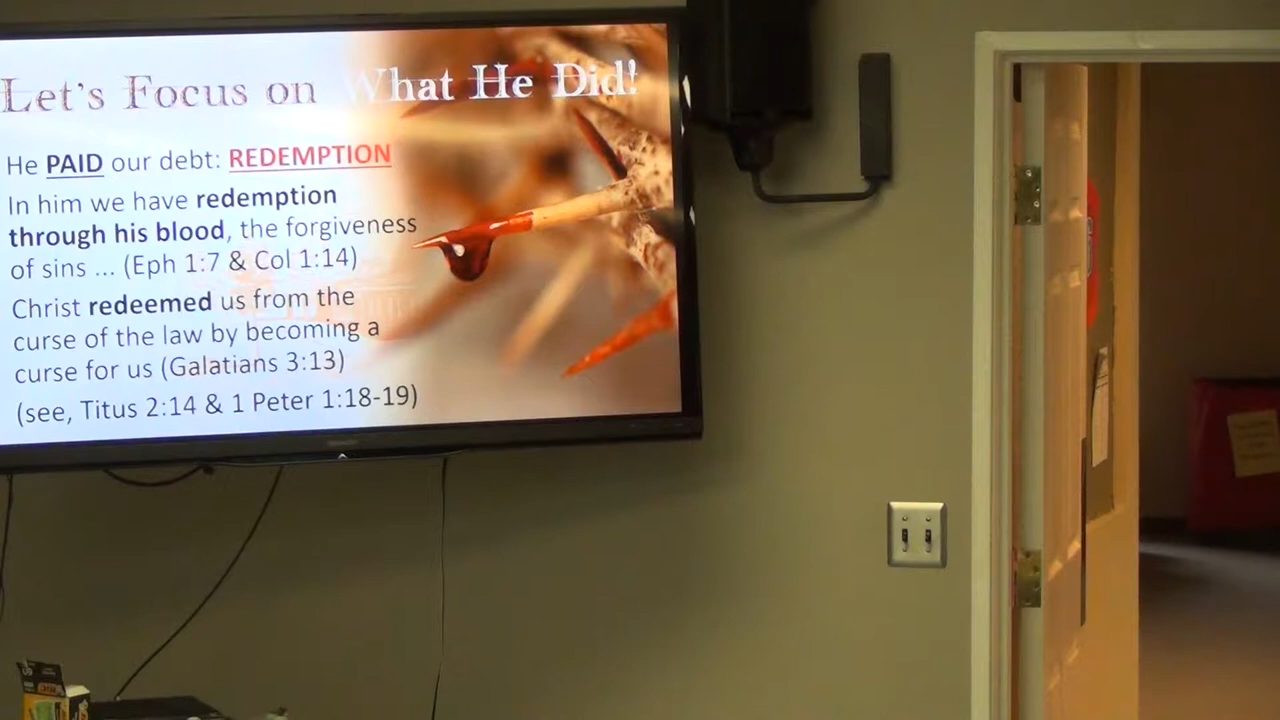 Let's Focus on What He Did!
He PAID our debt: REDEMPTION
In him we have redemption
through his blood, the forgiveness
of sins ... (Eph 1:7 & Col 1:14)
Christ redeemed us from the
curse of the law by becoming a
curse for us (Galatians 3:13)
(see, Titus 2:14 & 1 Peter 1:18-19)